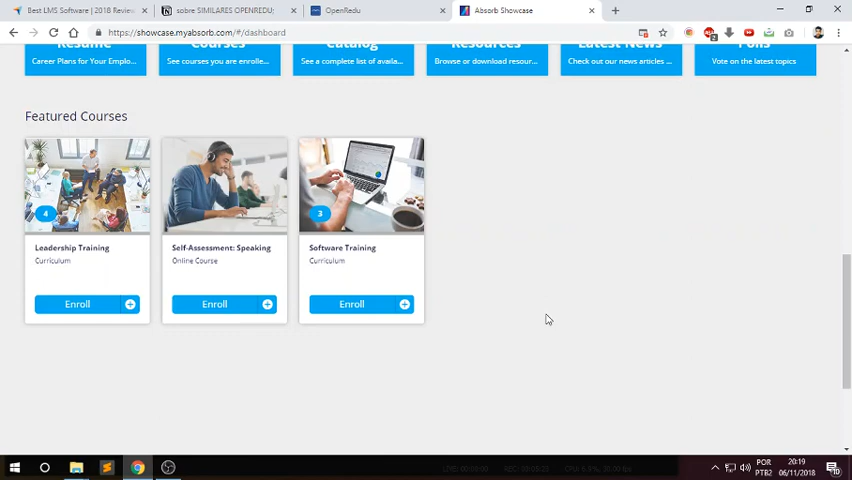 Best LMS Software | 2018 Review
sobre SIMILARES OPENREDU;
OpenRedu
Absorb Showcase
https://showcase.myabsorb.com/#/dashboard
Resume
Courses
Catalog
Resources
Latest News
Polls
Career Plans for Your Emplo...
See courses you are enrolle...
See a complete list of availa...
Browse or download resour...
Check out our news articles ...
Vote on the latest topics
Featured Courses
4
3
Leadership Training
Self-Assessment: Speaking
Software Training
Curriculum
Online Course
Curriculum
Enroll
Enroll
Enroll
POR
PTB2
20:19
06/11/2018